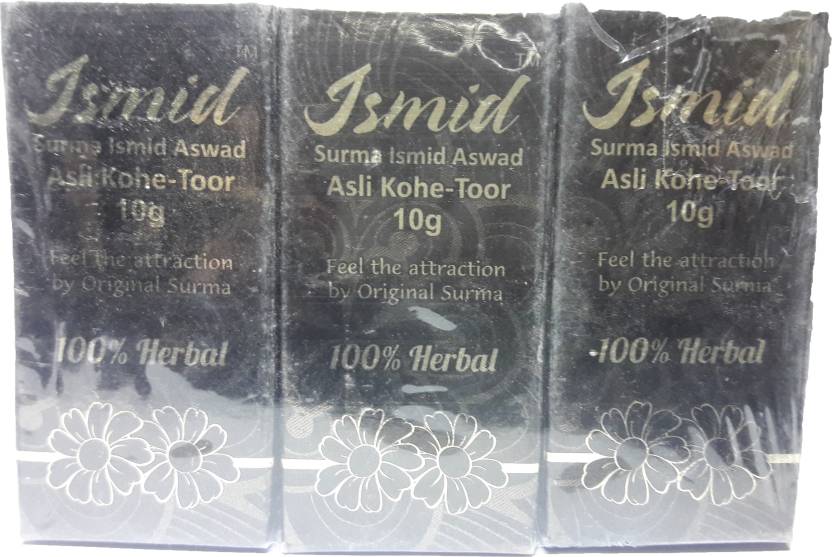 Ismid TM
Surma Ismid Aswad
Asli Kohe-Toor
10g
Feel the attraction
by Original Surma
100% Herbal
Ismid TM
Surma Ismid Aswad
Asli Kohe-Toor
10g
Feel the attraction
by Original Surma
100% Herbal
Ismid
Surma Ismid Aswad
Asli Kohe-Toor
10g
Feel the attraction
by Original Surma
100% Herbal